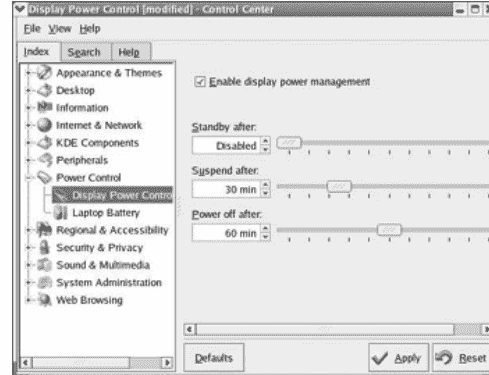 Display Power Control [modified] - Control Center
File View Help
Index Search Help
Appearance & Themes
Desktop
Information
Internet & Network
KDE Components
Peripherals
Power Control
Display Power Contro
Laptop Battery
Regional & Accessibility
Security & Privacy
Sound & Multimedia
System Administration
Web Browsing
Enable display power management
Standby after:
Disabled
Suspend after:
30 min
Power off after:
60 min
Defaults
Apply
Reset